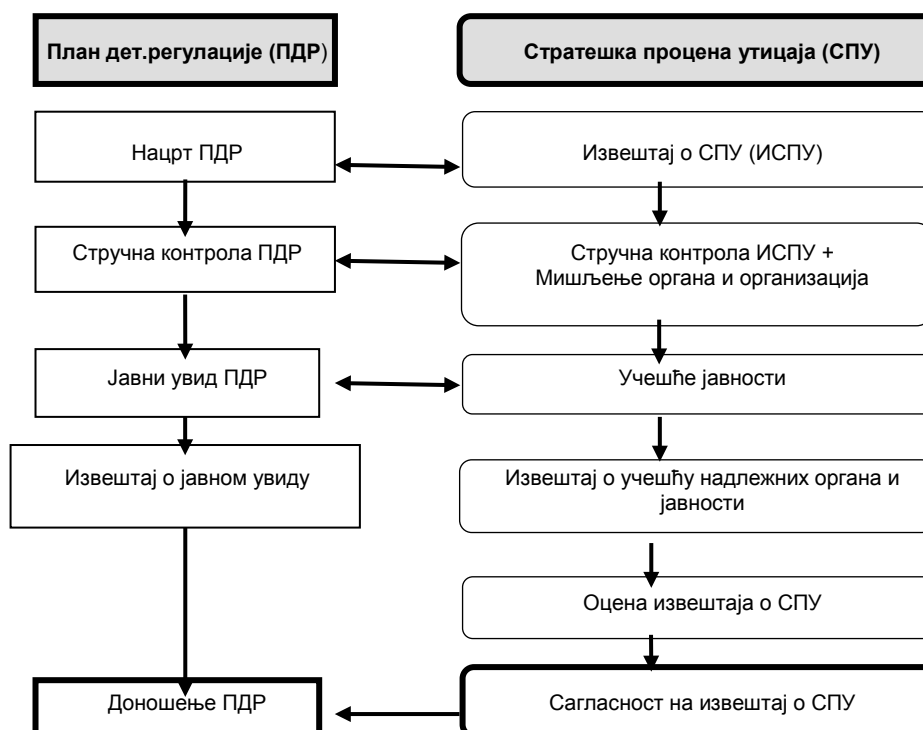 План дет.регулације (ПДР)
Стратешка процена утицаја (СПУ)
Нацрт ПДР
Извештај о СПУ (ИСПУ)
Стручна контрола ПДР
Стручна контрола ИСПУ +
Мишљење органа и организација
Јавни увид ПДР
Учешће јавности
Извештај о јавном увиду
Извештај о учешћу надлежних органа и
јавности
Оцена извештаја о СПУ
Доношење ПДР
Сагласност на извештај о СПУ